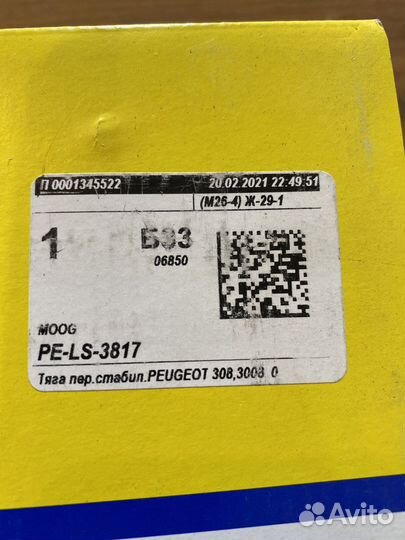 П 0001345522 20.02.2021 22:49:51
(М26-4) Ж-29-1
1 Б33
06850
MOOG
PE-LS-3817
Тяга пер.стабил.PEUGEOT 308,3008 0
Avito